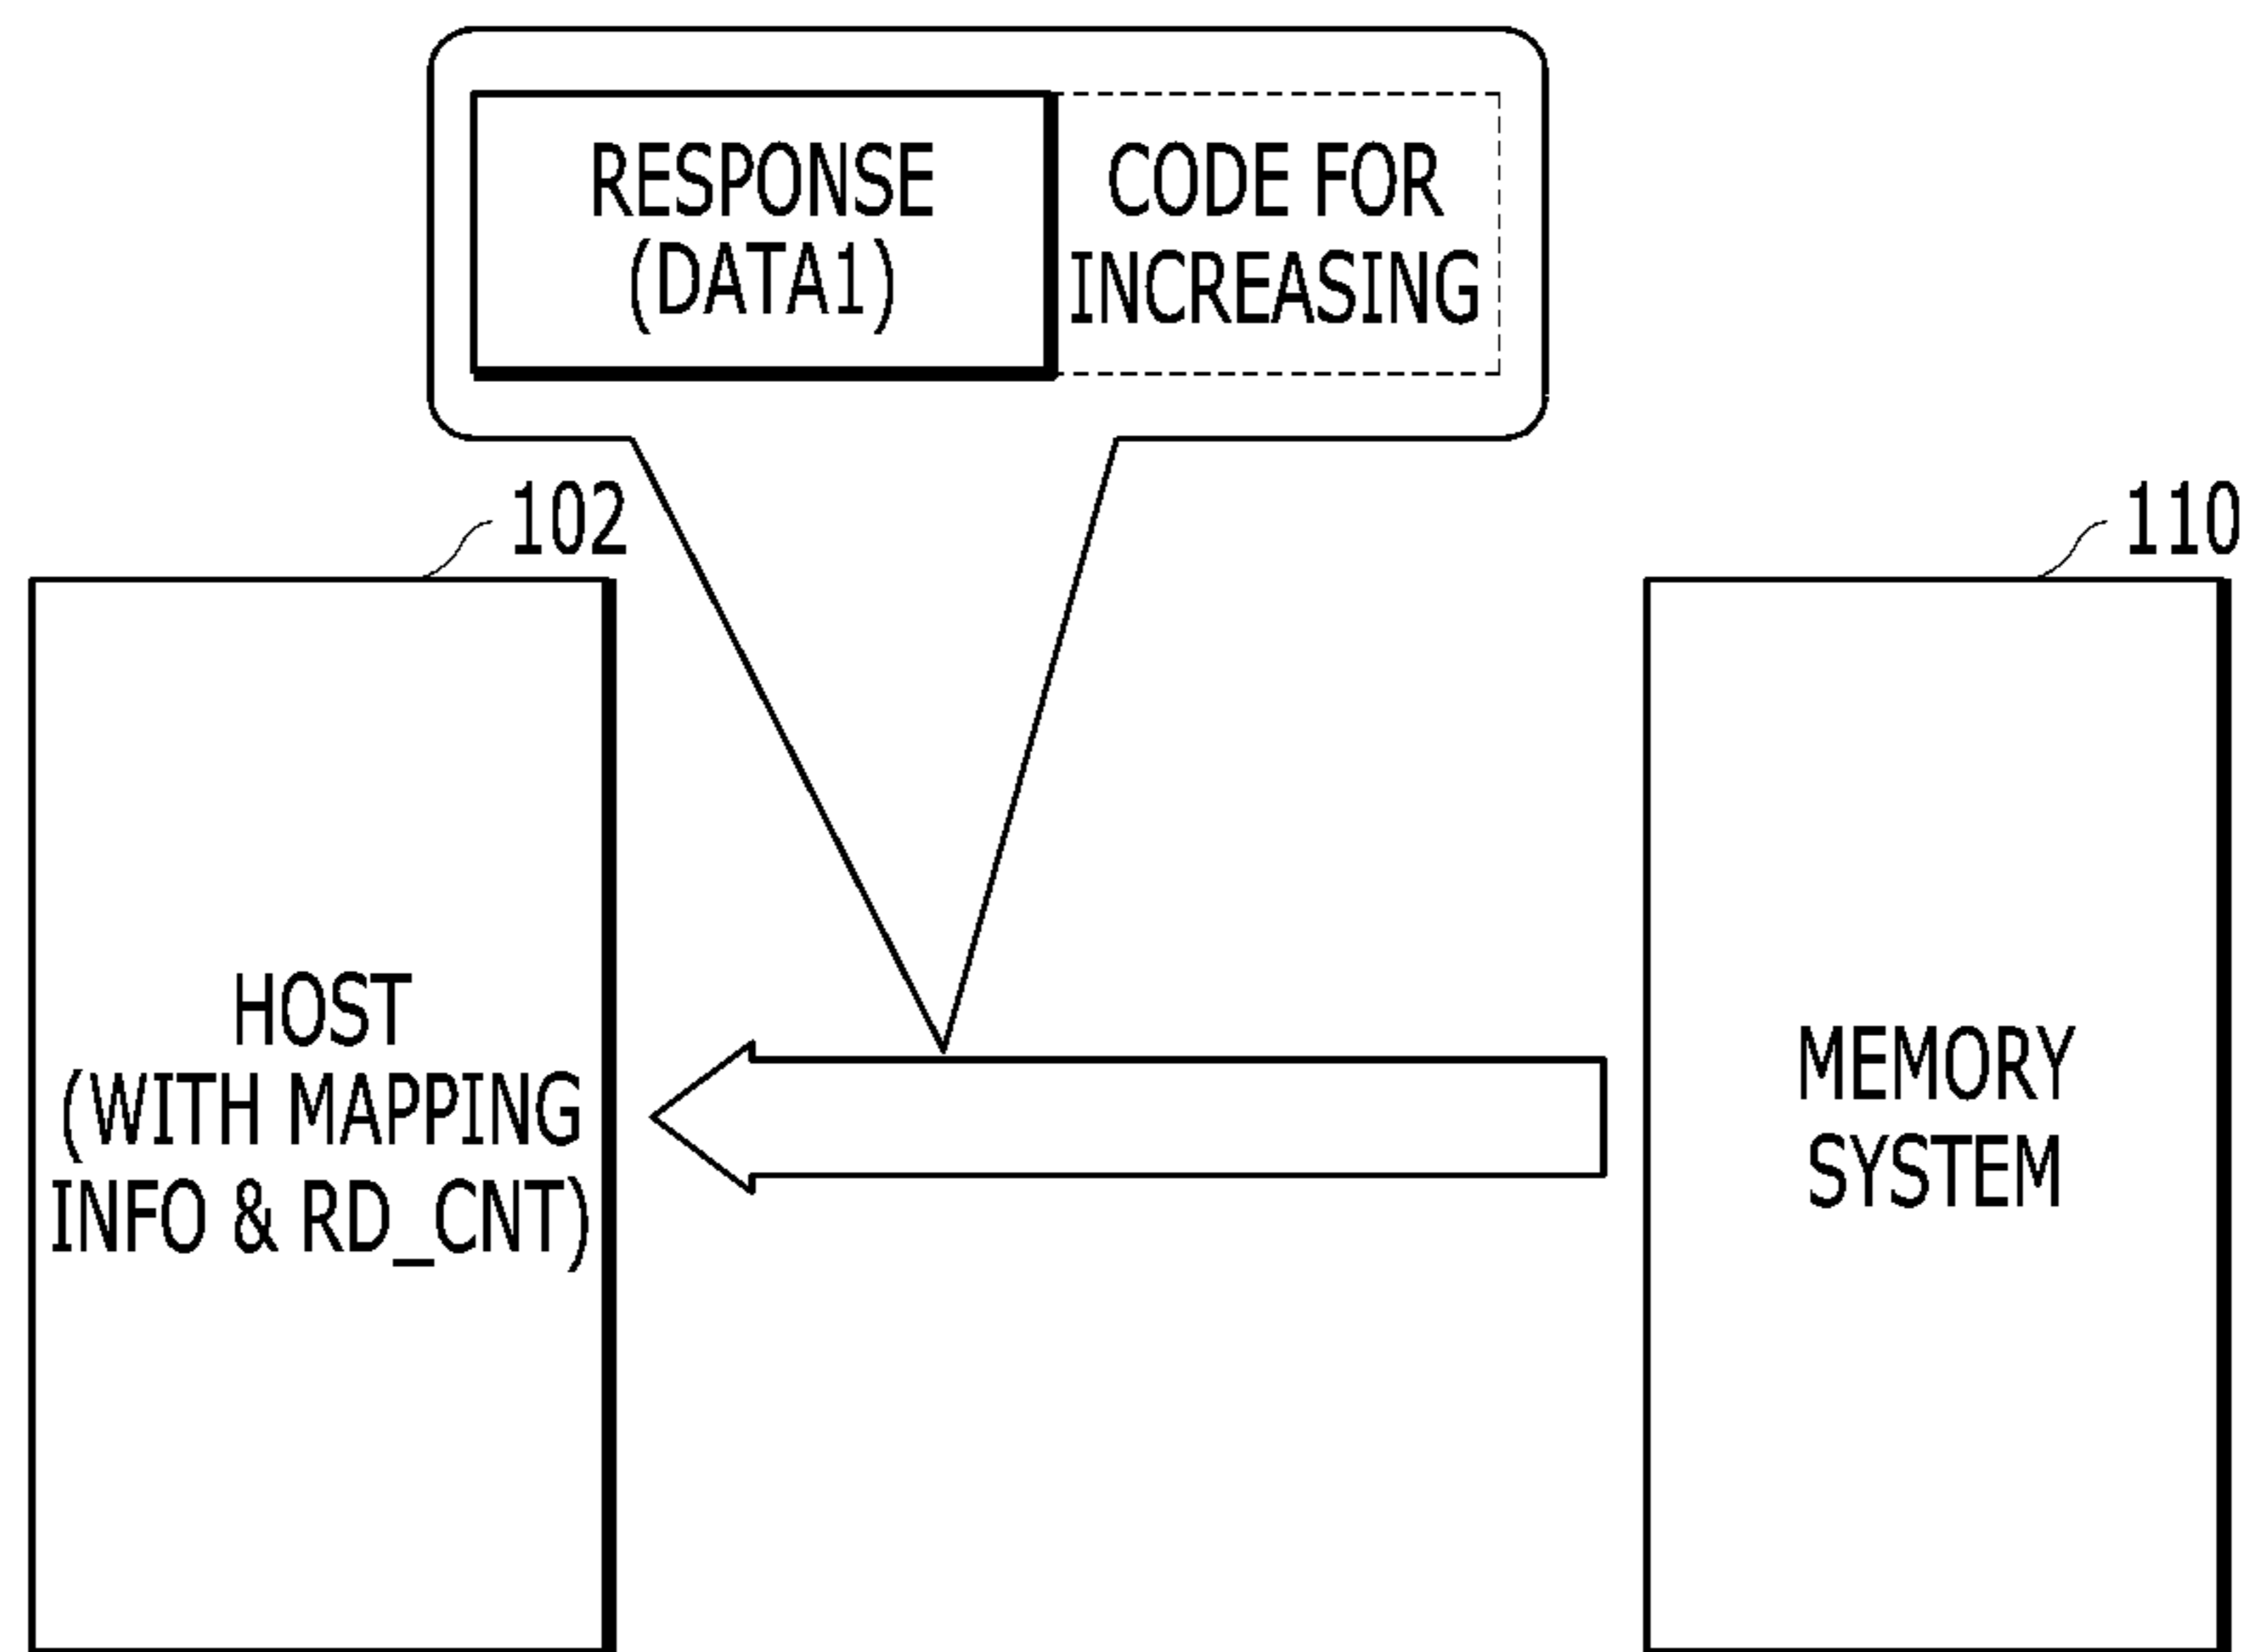 RESPONSE
(DATA1)
CODE FOR
INCREASING
102
110
HOST
(WITH MAPPING
INFO & RD_CNT)
MEMORY
SYSTEM